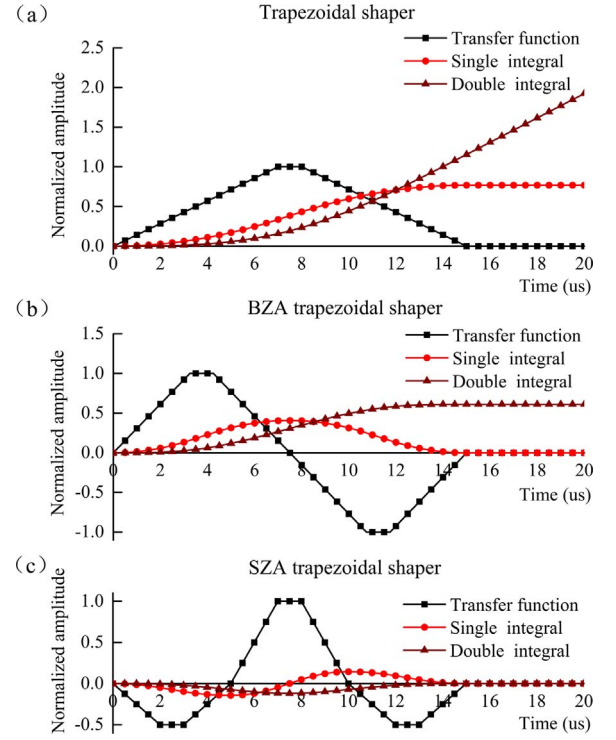 (a)
Trapezoidal shaper
Transfer function
Single integral
Double integral
Normalized amplitude
2.5
2.0
1.5
1.0
0.5
0.0
0 2 4 6 8 10 12 14 16 18 20
Time (us)
(b)
BZA trapezoidal shaper
Transfer function
Single integral
Double integral
Normalized amplitude
1.5
1.0
0.5
0.0
-0.5
-1.0
0 2 4 6 8 10 12 14 16 18 20
Time (us)
(c)
SZA trapezoidal shaper
Transfer function
Single integral
Double integral
Normalized amplitude
1.0
0.5
0.0
-0.5
0 2 4 6 8 10 12 14 16 18 20
Time (us)